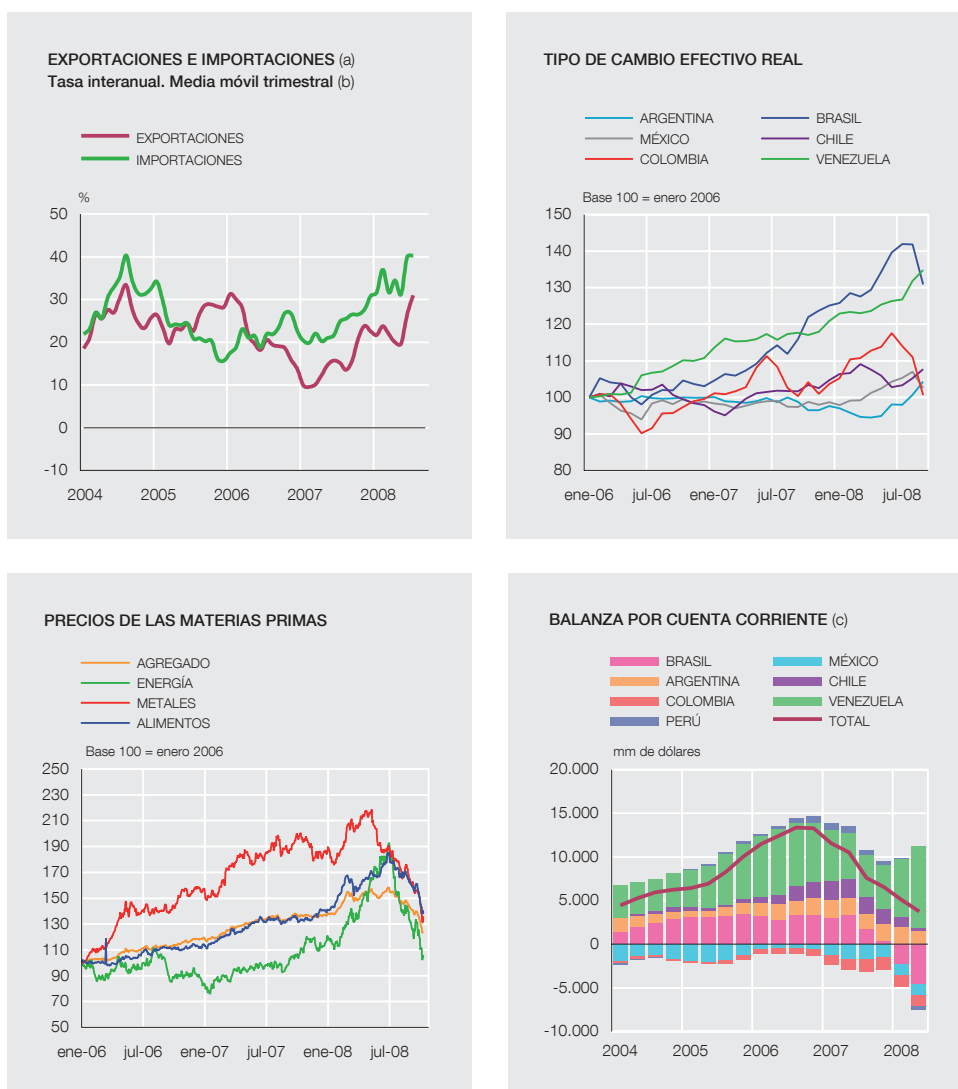 EXPORTACIONES E IMPORTACIONES (a)
Tasa interanual. Media móvil trimestral (b)
EXPORTACIONES
IMPORTACIONES
%
50
40
30
20
10
0
-10
2004 2005 2006 2007 2008
TIPO DE CAMBIO EFECTIVO REAL
ARGENTINA BRASIL
MÉXICO CHILE
COLOMBIA VENEZUELA
Base 100 = enero 2006
150
140
130
120
110
100
90
80
ene-06 jul-06 ene-07 jul-07 ene-08 jul-08
PRECIOS DE LAS MATERIAS PRIMAS
AGREGADO
ENERGÍA
METALES
ALIMENTOS
Base 100 = enero 2006
250
230
210
190
170
150
130
110
90
70
50
ene-06 jul-06 ene-07 jul-07 ene-08 jul-08
BALANZA POR CUENTA CORRIENTE (c)
BRASIL MÉXICO
ARGENTINA CHILE
COLOMBIA VENEZUELA
PERÚ TOTAL
mm de dólares
20.000
15.000
10.000
5.000
0
-5.000
-10.000
2004 2005 2006 2007 2008